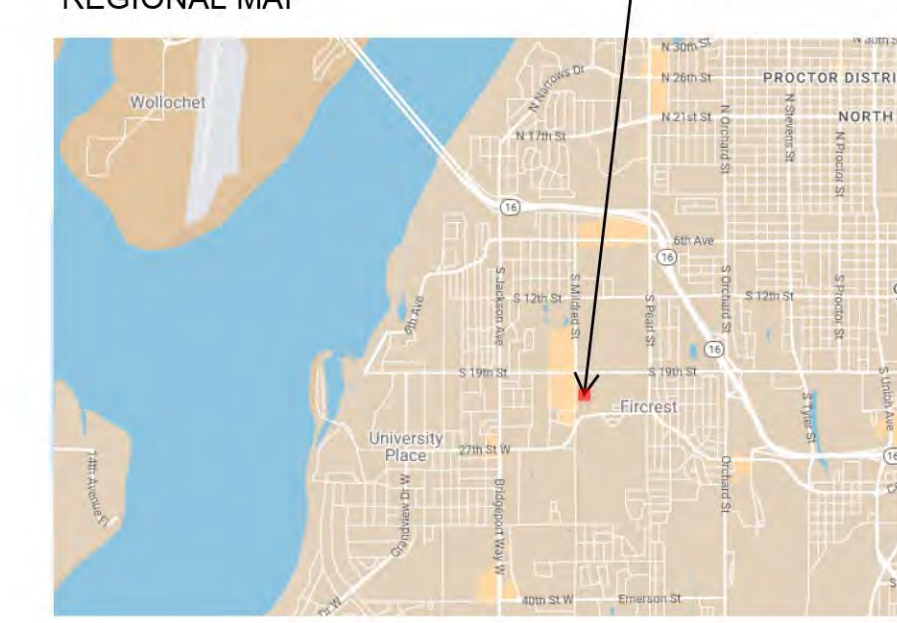 REGIONAL MAP
N 30th St
N 30th S
N Narrows Dr
N 26th St
PROCTOR DISTRI
Wollochet
N Stevens St
N Orchard St
N 21st St
NORTH
N 17th St
N Proctor St
16
6th Ave
16
S Jackson Ave
S Mildred St
S Orchard St
S Proctor St
S 12th St
S Pearl St
S 12th St
6th Ave
16
S 19th St
S 19th St
S Union Ave
Fircrest
S Tyler St
University
Place
27th St W
16
14th Avenue Ft
Grandview Dr W
Bridgeport Way W
Orchard St
40th St W
Emerson St
Dr W